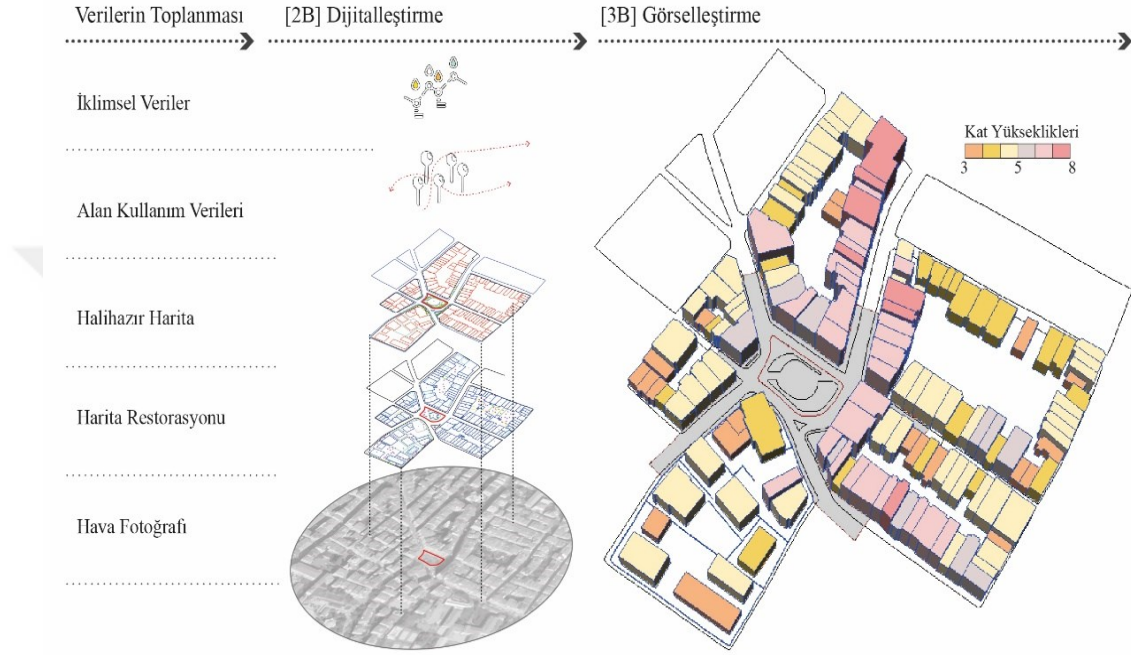 Verilerin Toplanması
[2B] Dijitalleştirme
[3B] Görselleştirme
İklimsel Veriler
Alan Kullanım Verileri
Halihazır Harita
Harita Restorasyonu
Hava Fotoğrafı
Kat Yükseklikleri
3 5 8